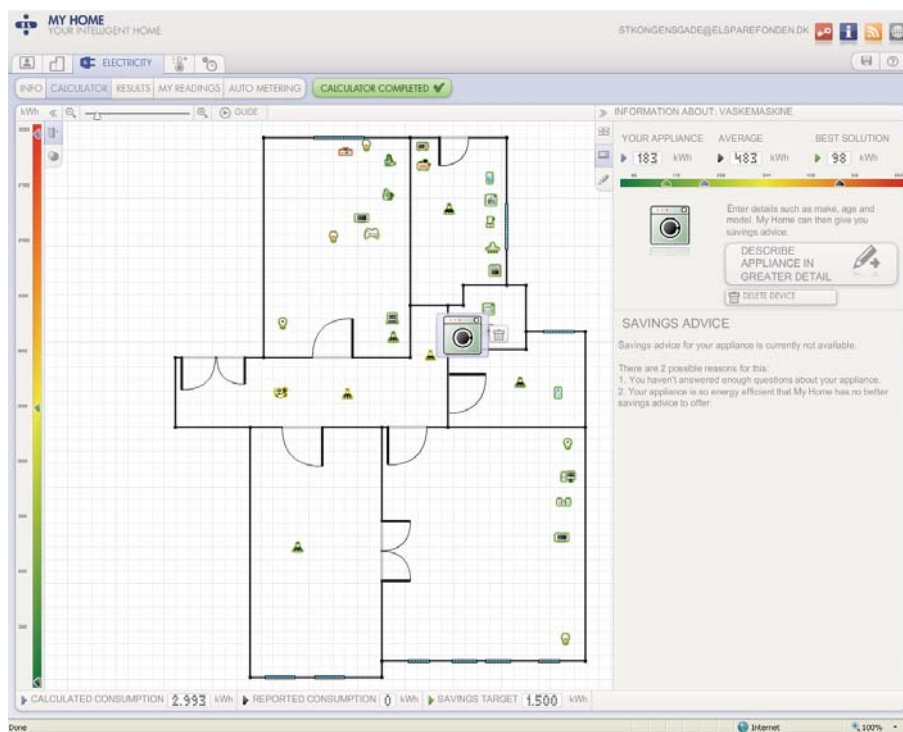 MY HOME
YOUR INTELLIGENT HOME
STKONGENSGADE@ELSPAREFONDEN.DK
ELECTRICITY
INFO CALCULATOR RESULTS MY READINGS AUTO METERING CALCULATOR COMPLETED
kWh GUIDE
INFORMATION ABOUT: VASKEMASKINE
YOUR APPLIANCE AVERAGE BEST SOLUTION
183 kWh 483 kWh 98 kWh
Enter details such as make, age and
model. My Home can then give you
savings advice.
DESCRIBE
APPLIANCE IN
GREATER DETAIL
DELETE DEVICE
SAVINGS ADVICE
Savings advice for your appliance is currently not available.
There are 2 possible reasons for this:
1. You haven't answered enough questions about your appliance.
2. Your appliance is so energy efficient that My Home has no better
savings advice to offer.
CALCULATED CONSUMPTION 2.993 kWh REPORTED CONSUMPTION 0 kWh SAVINGS TARGET 1.500 kWh
Done Internet 100%